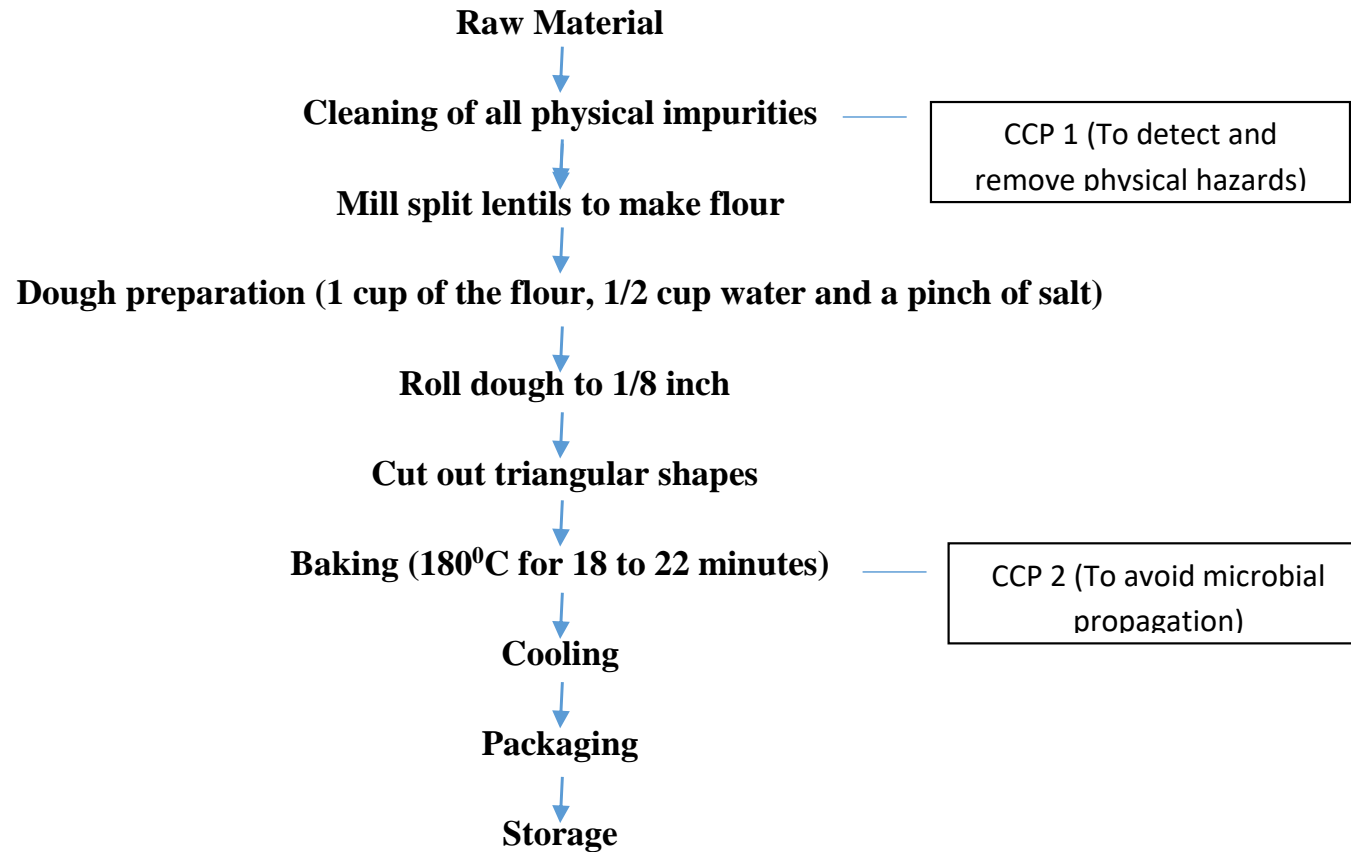 Raw Material
Cleaning of all physical impurities
CCP 1 (To detect and
remove physical hazards)
Mill split lentils to make flour
Dough preparation (1 cup of the flour, 1/2 cup water and a pinch of salt)
Roll dough to 1/8 inch
Cut out triangular shapes
Baking (180⁰C for 18 to 22 minutes)
CCP 2 (To avoid microbial
propagation)
Cooling
Packaging
Storage